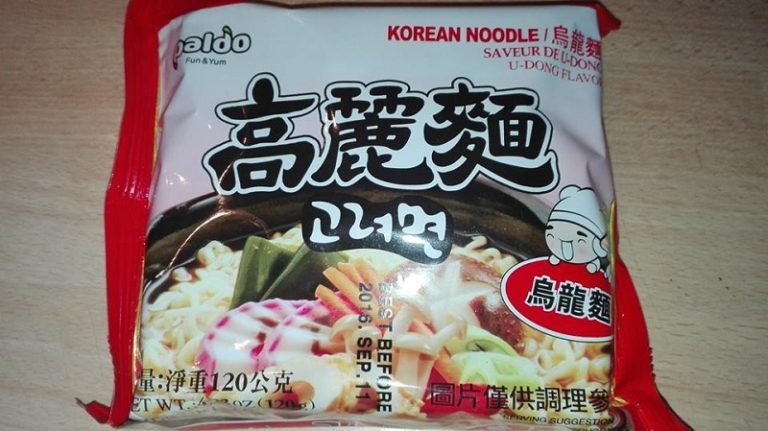 paldo
Fun & Yum
KOREAN NOODLE / 烏龍麵
SAVEUR DE U-DONG
U-DONG FLAVO
高麗麵
고려면
烏龍麵
BEST BEFORE
2016. SEP. 11
量:淨重120公克
ET WT. OZ (120g)
圖片僅供調理參
SERVING SUGGESTION